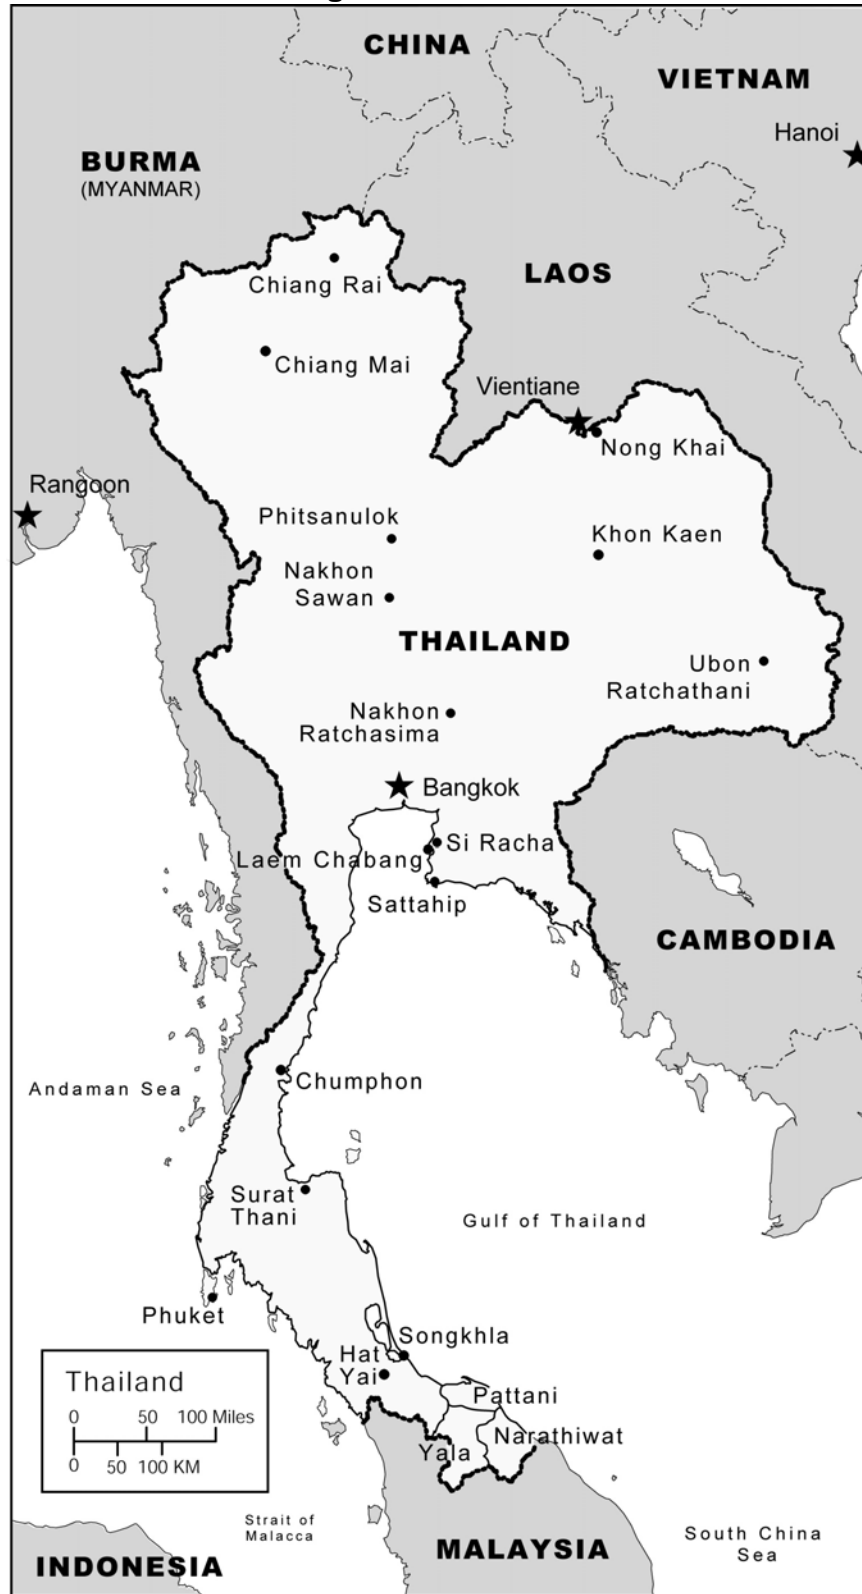 CHINA
VIETNAM
Hanoi
BURMA
(MYANMAR)
LAOS
Chiang Rai
Chiang Mai
Vientiane
Nong Khai
Rangoon
Phitsanulok
Khon Kaen
Nakhon
Sawan
THAILAND
Ubon
Ratchathani
Nakhon
Ratchasima
Bangkok
Si Racha
Laem Chabang
Sattahip
CAMBODIA
Andaman Sea
Chumphon
Surat
Thani
Gulf of Thailand
Phuket
Songkhla
Hat
Yai
Pattani
Narathiwat
Yala
Thailand
0 50 100 Miles
0 50 100 KM
Strait of
Malacca
South China
Sea
INDONESIA
MALAYSIA